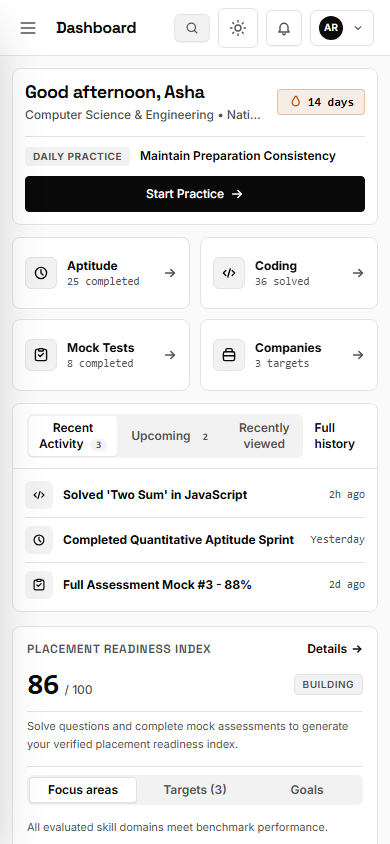 Dashboard
AR
Good afternoon, Asha
Computer Science & Engineering • Nati...
14 days
DAILY PRACTICE
Maintain Preparation Consistency
Start Practice →
Aptitude
25 completed
Coding
36 solved
Mock Tests
8 completed
Companies
3 targets
Recent
Activity 3
Upcoming 2
Recently
viewed
Full
history
Solved 'Two Sum' in JavaScript
2h ago
Completed Quantitative Aptitude Sprint
Yesterday
Full Assessment Mock #3 - 88%
2d ago
PLACEMENT READINESS INDEX
Details →
86 / 100
BUILDING
Solve questions and complete mock assessments to generate
your verified placement readiness index.
Focus areas
Targets (3)
Goals
All evaluated skill domains meet benchmark performance.